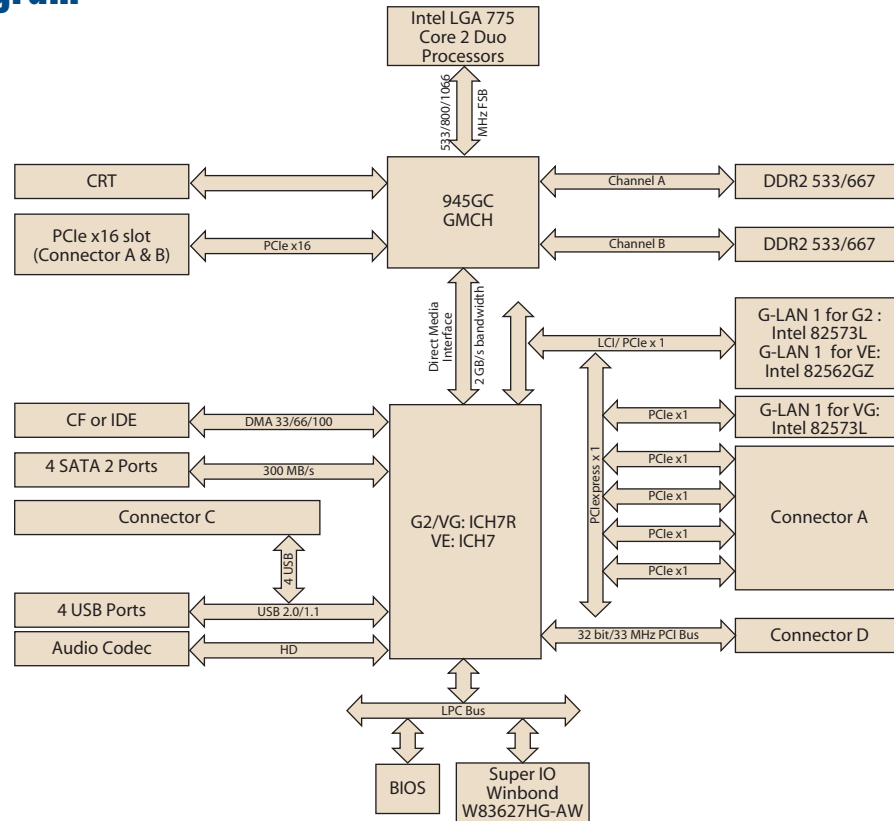 Intel LGA 775
Core 2 Duo
Processors
533/800/1066
MHz FSB
CRT
945GC
GMCH
Channel A
DDR2 533/667
PCIe x16 slot
(Connector A & B)
PCIe x16
Channel B
DDR2 533/667
Direct Media
Interface
2 GB/s bandwidth
LCI/ PCIe x 1
G-LAN 1 for G2 :
Intel 82573L
G-LAN 1 for VE:
Intel 82562GZ
CF or IDE
DMA 33/66/100
PCIe x1
G-LAN 1 for VG:
Intel 82573L
4 SATA 2 Ports
300 MB/s
PCIexpress x 1
PCIe x1
PCIe x1
PCIe x1
PCIe x1
Connector A
Connector C
G2/VG: ICH7R
VE: ICH7
4 USB
4 USB Ports
USB 2.0/1.1
Audio Codec
HD
32 bit/33 MHz PCI Bus
Connector D
LPC Bus
BIOS
Super IO
Winbond
W83627HG-AW